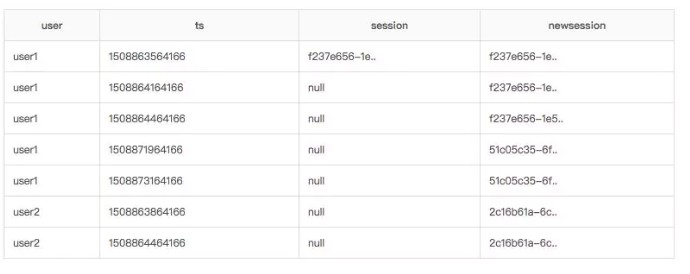 user ts session newsession
user1 1508863564166 f237e656-1e.. f237e656-1e..
user1 1508864164166 null f237e656-1e..
user1 1508864464166 null f237e656-1e5..
user1 1508871964166 null 51c05c35-6f..
user1 1508873164166 null 51c05c35-6f..
user2 1508863864166 null 2c16b61a-6c..
user2 1508864464166 null 2c16b61a-6c..